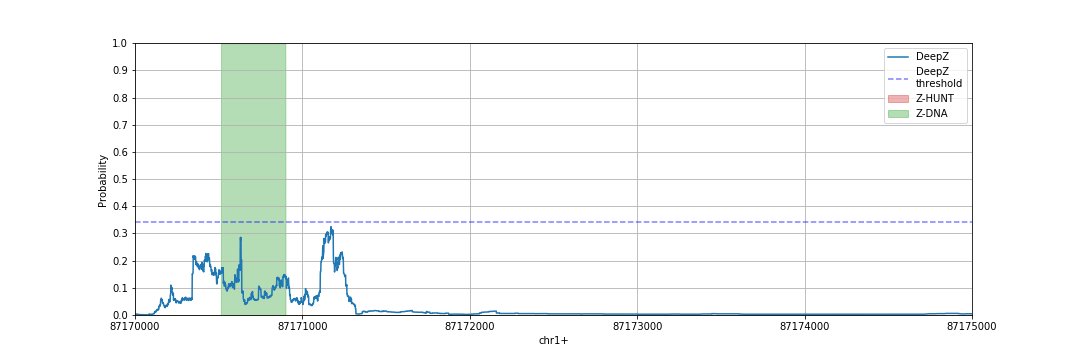 1.0
0.9
0.8
0.7
0.6
0.5
0.4
0.3
0.2
0.1
0.0
Probability
87170000
87171000
87172000
87173000
87174000
87175000
chr1+
DeepZ
DeepZ
threshold
Z-HUNT
Z-DNA